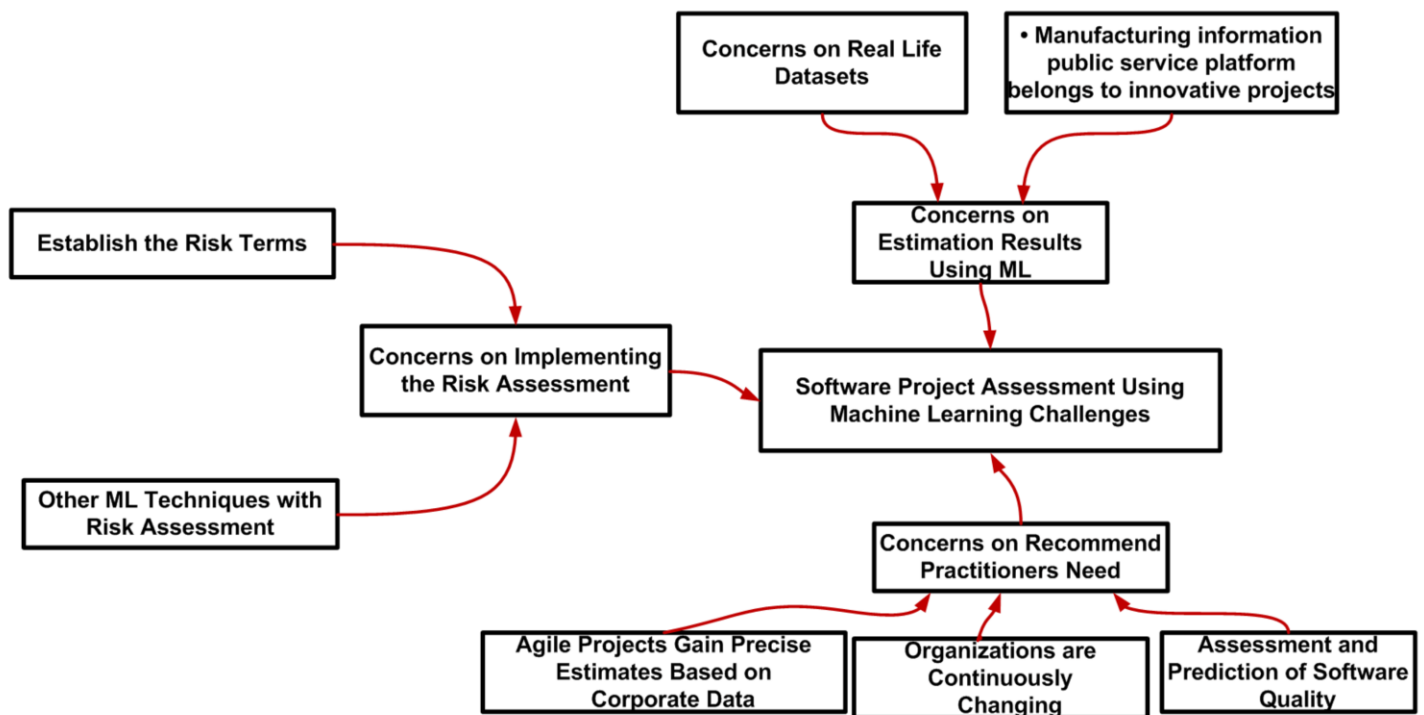 Concerns on Real Life
Datasets
• Manufacturing information
public service platform
belongs to innovative projects
Establish the Risk Terms
Concerns on
Estimation Results
Using ML
Concerns on Implementing
the Risk Assessment
Software Project Assessment Using
Machine Learning Challenges
Other ML Techniques with
Risk Assessment
Concerns on Recommend
Practitioners Need
Agile Projects Gain Precise
Estimates Based on
Corporate Data
Organizations are
Continuously
Changing
Assessment and
Prediction of Software
Quality